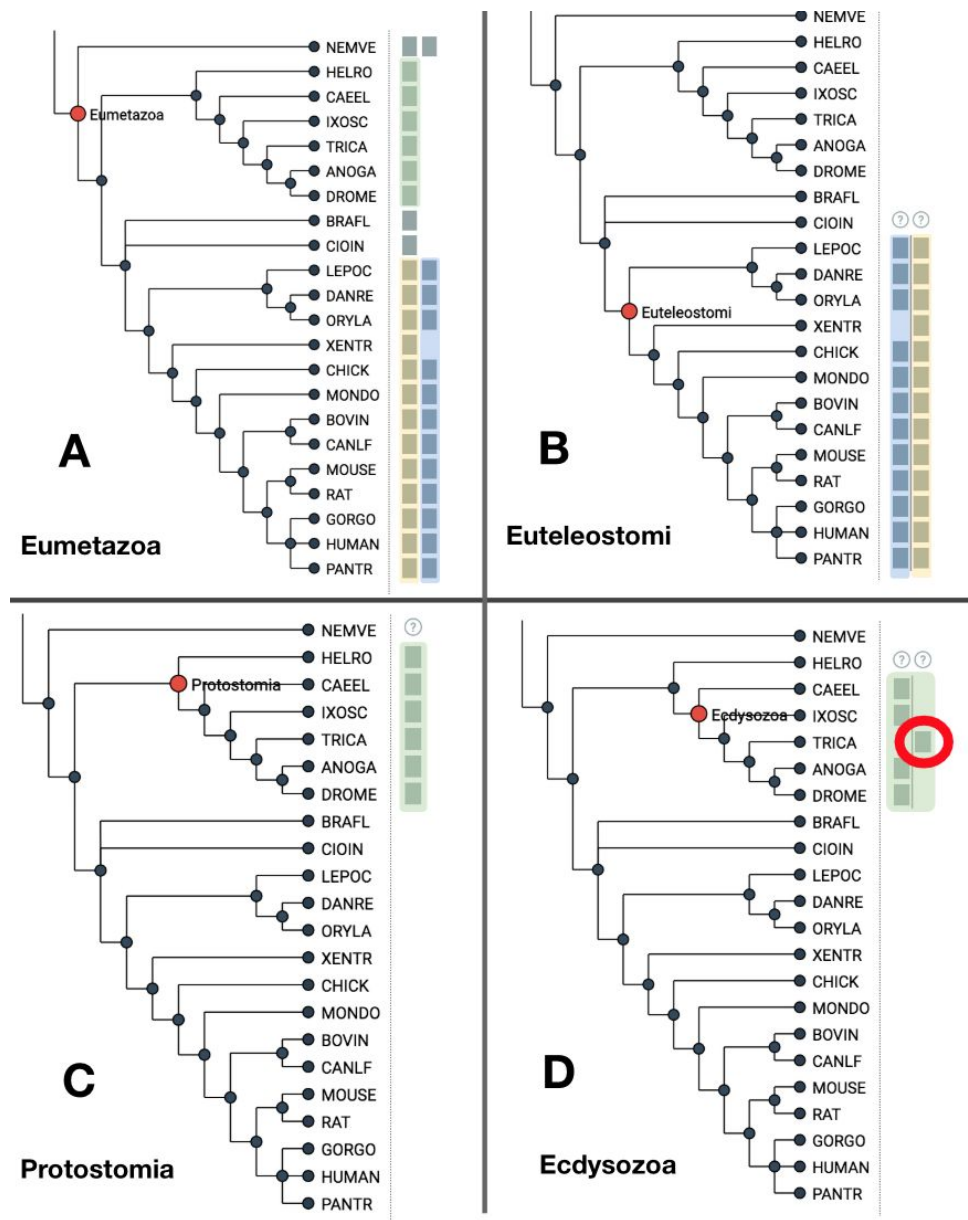 NEMVE
HELRO
Eumetazoa
CAEEL
IXOSC
TRICA
ANOGA
DROME
BRAFL
CIOIN
LEPOC
DANRE
ORYLA
XENTR
CHICK
MONDO
BOVIN
A
CANLF
MOUSE
RAT
GORGO
Eumetazoa
HUMAN
PANTR
NEMVE
HELRO
CAEEL
IXOSC
TRICA
ANOGA
DROME
BRAFL
CIOIN ? ?
LEPOC
DANRE
ORYLA
Euteleostomi
XENTR
CHICK
MONDO
BOVIN
CANLF
B
MOUSE
RAT
GORGO
Euteleostomi
HUMAN
PANTR
NEMVE ?
HELRO
Protostomia CAEEL
IXOSC
TRICA
ANOGA
DROME
BRAFL
CIOIN
LEPOC
DANRE
ORYLA
XENTR
CHICK
MONDO
BOVIN
CANLF
C
MOUSE
RAT
GORGO
Protostomia
HUMAN
PANTR
NEMVE
HELRO ? ?
CAEEL
Ecdysozoa IXOSC
TRICA
ANOGA
DROME
BRAFL
CIOIN
LEPOC
DANRE
ORYLA
XENTR
CHICK
MONDO
BOVIN
CANLF
D
MOUSE
RAT
GORGO
Ecdysozoa
HUMAN
PANTR